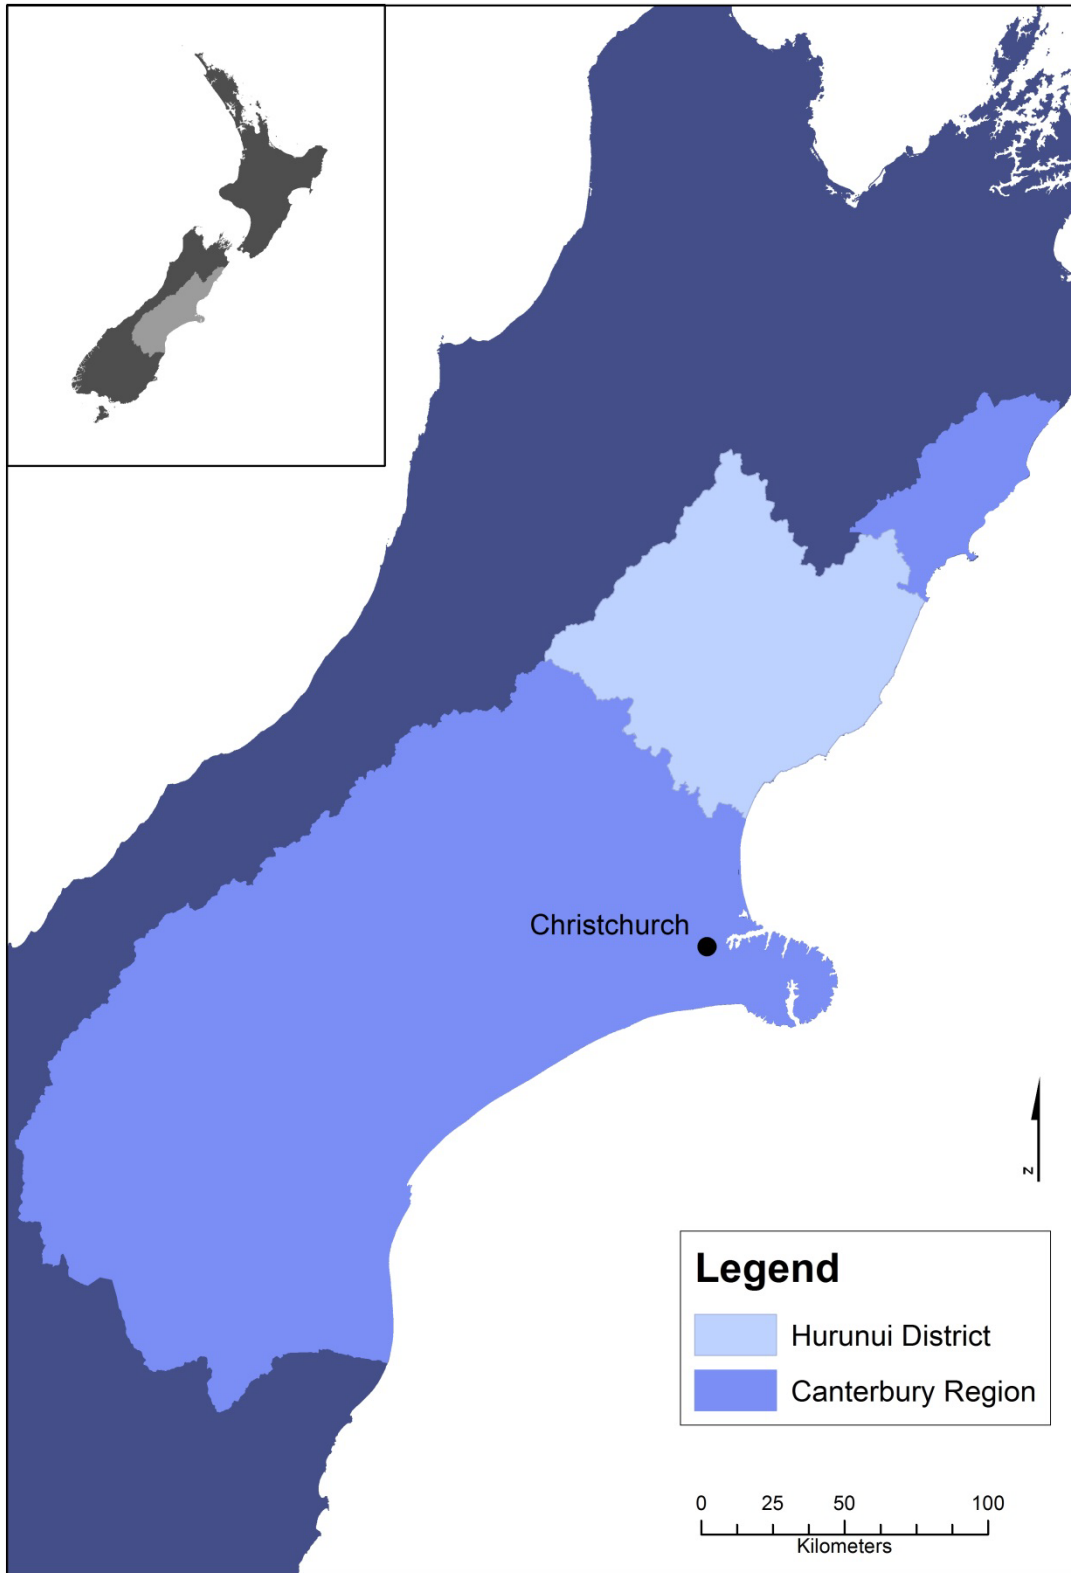 Christchurch
N
Legend
Hurunui District
Canterbury Region
0 25 50 100
Kilometers